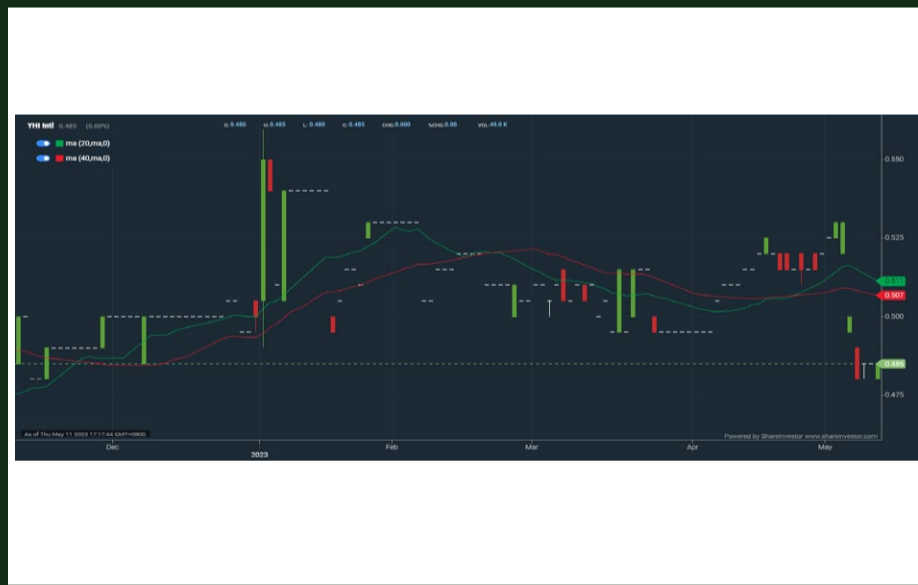 YHI Intl 0.485 (0.00%) O:0.480 H:0.485 L: 0.480 C:0.485 CHG:0.000 %CHG:0.00 VOL:49.0 K
ma (20,ma,0)
ma (40,ma,0)
0.550
0.525
0.511
0.507
0.500
0.485
0.475
As of Thu May 11 2023 17:17:44 GMT+0800
Powered by ShareInvestor www.shareinvestor.com
Dec 2023 Feb Mar Apr May